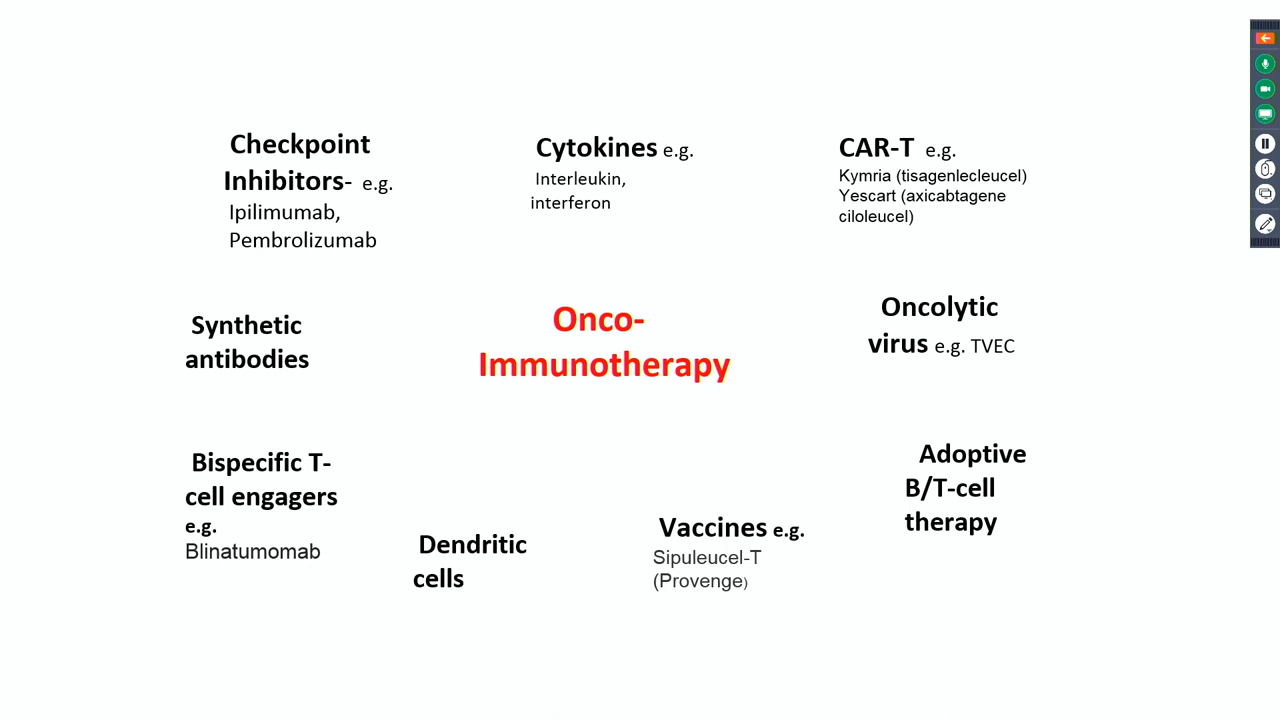 Checkpoint
Inhibitors- e.g.
Ipilimumab,
Pembrolizumab
Cytokines e.g.
Interleukin,
interferon
CAR-T e.g.
Kymria (tisagenlecleucel)
Yescart (axicabtagene
ciloleucel)
Synthetic
antibodies
Onco-
Immunotherapy
Oncolytic
virus e.g. TVEC
Bispecific T-
cell engagers
e.g.
Blinatumomab
Dendritic
cells
Vaccines e.g.
Sipuleucel-T
(Provenge)
Adoptive
B/T-cell
therapy